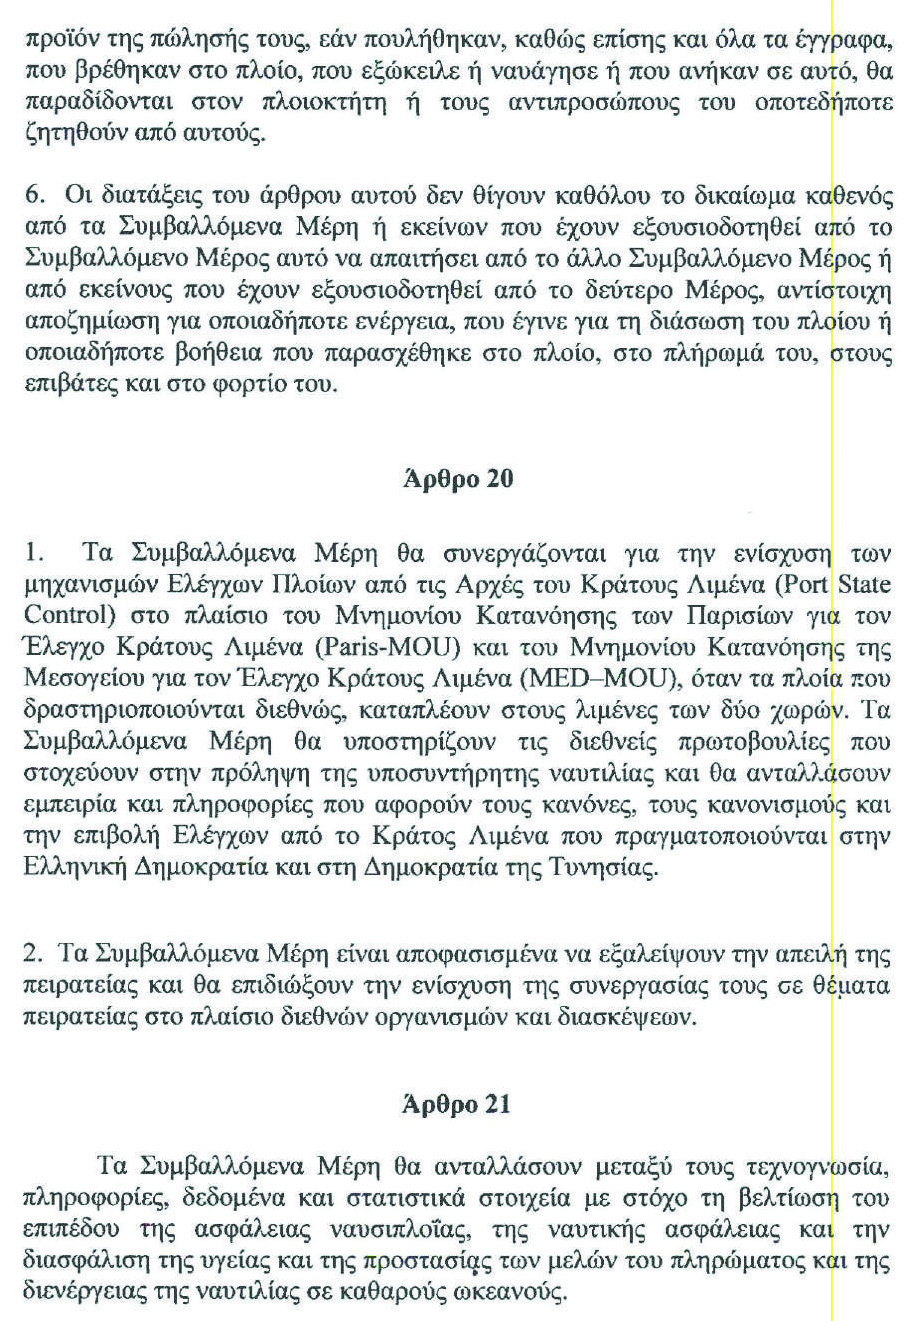 προϊόν της πώλησής τους, εάν πουλήθηκαν, καθώς επίσης και όλα τα έγγραφα,
που βρέθηκαν στο πλοίο, που εξώκειλε ή ναυάγησε ή που ανήκαν σε αυτό, θα
παραδίδονται στον πλοιοκτήτη ή τους αντιπροσώπους του οποτεδήποτε
ζητηθούν από αυτούς.
6. Οι διατάξεις του άρθρου αυτού δεν θίγουν καθόλου το δικαίωμα καθενός
από τα Συμβαλλόμενα Μέρη ή εκείνων που έχουν εξουσιοδοτηθεί από το
Συμβαλλόμενο Μέρος αυτό να απαιτήσει από το άλλο Συμβαλλόμενο Μέρος ή
από εκείνους που έχουν εξουσιοδοτηθεί από το δεύτερο Μέρος, αντίστοιχη
αποζημίωση για οποιαδήποτε ενέργεια, που έγινε για τη διάσωση του πλοίου ή
οποιαδήποτε βοήθεια που παρασχέθηκε στο πλοίο, στο πλήρωμά του, στους
επιβάτες και στο φορτίο του.
Άρθρο 20
1. Τα Συμβαλλόμενα Μέρη θα συνεργάζονται για την ενίσχυση των
μηχανισμών Ελέγχων Πλοίων από τις Αρχές του Κράτους Λιμένα (Port State
Control) στο πλαίσιο του Μνημονίου Κατανόησης των Παρισίων για τον
Έλεγχο Κράτους Λιμένα (Paris-MOU) και του Μνημονίου Κατανόησης της
Μεσογείου για τον Έλεγχο Κράτους Λιμένα (MED–MOU), όταν τα πλοία που
δραστηριοποιούνται διεθνώς, καταπλέουν στους λιμένες των δύο χωρών. Τα
Συμβαλλόμενα Μέρη θα υποστηρίζουν τις διεθνείς πρωτοβουλίες που
στοχεύουν στην πρόληψη της υποσυντήρητης ναυτιλίας και θα ανταλλάσουν
εμπειρία και πληροφορίες που αφορούν τους κανόνες, τους κανονισμούς και
την επιβολή Ελέγχων από το Κράτος Λιμένα που πραγματοποιούνται στην
Ελληνική Δημοκρατία και στη Δημοκρατία της Τυνησίας.
2. Τα Συμβαλλόμενα Μέρη είναι αποφασισμένα να εξαλείψουν την απειλή της
πειρατείας και θα επιδιώξουν την ενίσχυση της συνεργασίας τους σε θέματα
πειρατείας στο πλαίσιο διεθνών οργανισμών και διασκέψεων.
Άρθρο 21
Τα Συμβαλλόμενα Μέρη θα ανταλλάσουν μεταξύ τους τεχνογνωσία,
πληροφορίες, δεδομένα και στατιστικά στοιχεία με στόχο τη βελτίωση του
επιπέδου της ασφάλειας ναυσιπλοΐας, της ναυτικής ασφάλειας και την
διασφάλιση της υγείας και της προστασίας των μελών του πληρώματος και της
διενέργειας της ναυτιλίας σε καθαρούς ωκεανούς.